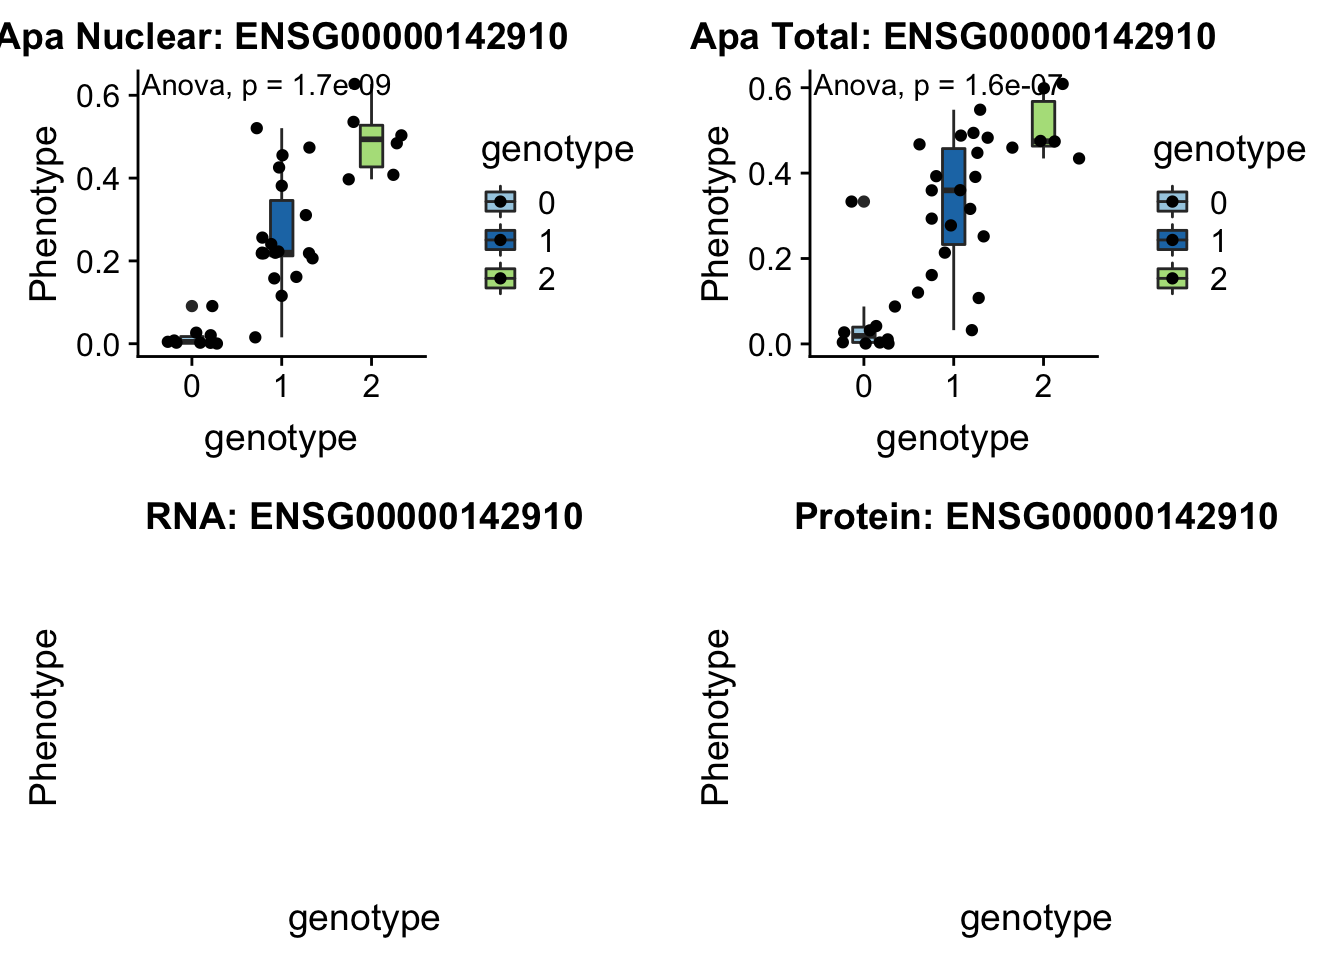 Apa Nuclear: ENSG00000142910
Anova, p = 1.7e-09
Phenotype
0.6
0.4
0.2
0.0
0 1 2
genotype
genotype
0
1
2
Apa Total: ENSG00000142910
Anova, p = 1.6e-07
Phenotype
0.6
0.4
0.2
0.0
0 1 2
genotype
genotype
0
1
2
RNA: ENSG00000142910
Phenotype
genotype
Protein: ENSG00000142910
Phenotype
genotype